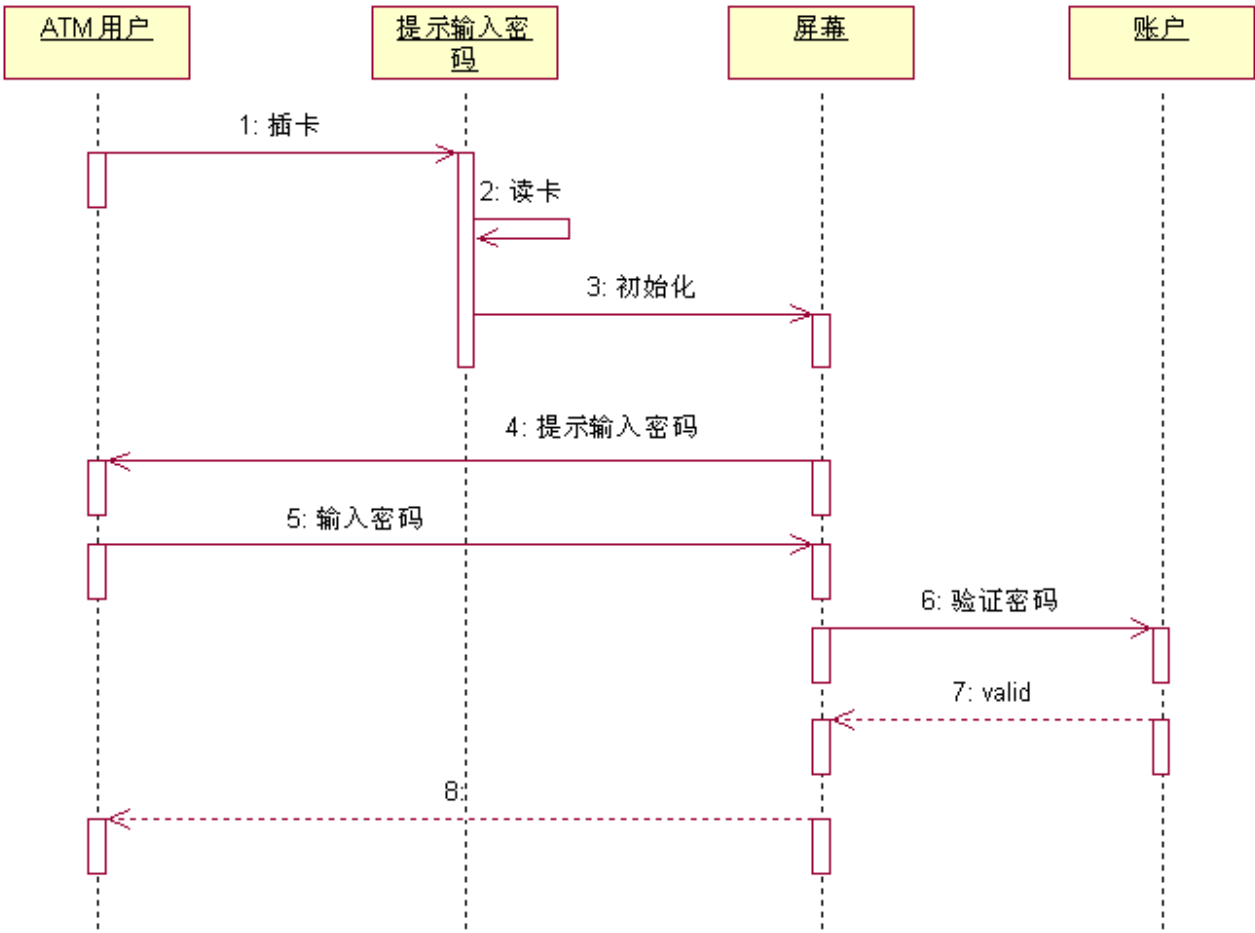 ATM用户
提示输入密
码
屏幕
账户
1: 插卡
2: 读卡
3: 初始化
4: 提示输入密码
5: 输入密码
6: 验证密码
7: valid
8: